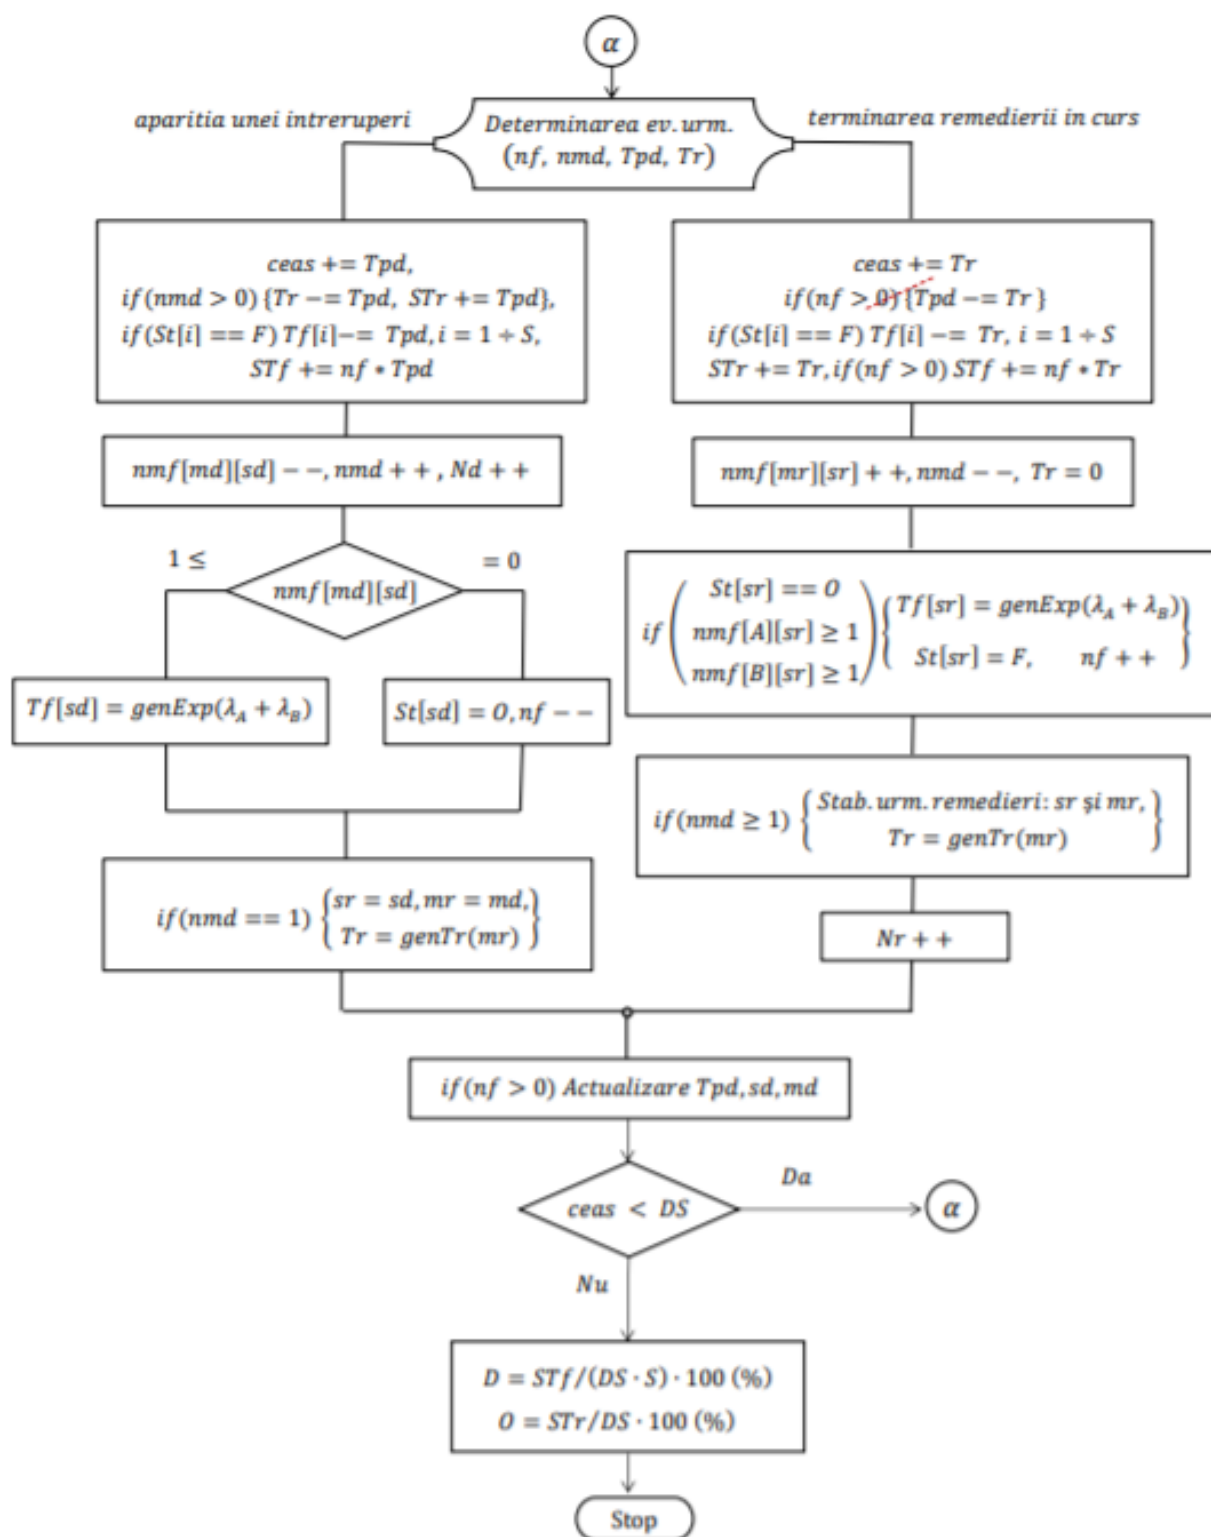 α
aparitia unei intreruperi
Determinarea ev. urm.
(nf, nmd, Tpd, Tr)
terminarea remedierii in curs
ceas += Tpd,
if(nmd > 0) {Tr −= Tpd, STr += Tpd},
if(St[i] == F) Tf[i]−= Tpd, i = 1 ÷ S,
STf += nf * Tpd
nmf[md][sd] − −, nmd + + , Nd + +
1 ≤
= 0
nmf[md][sd]
Tf[sd] = genExp(λ_A + λ_B)
St[sd] = O, nf − −
if(nmd == 1) {sr = sd, mr = md,
Tr = genTr(mr)}
ceas += Tr
if(nf > 0) {Tpd −= Tr}
if(St[i] == F) Tf[i] −= Tr, i = 1 ÷ S
STr += Tr, if(nf > 0) STf += nf * Tr
nmf[mr][sr] + +, nmd − −, Tr = 0
if (St[sr] == O
nmf[A][sr] ≥ 1
nmf[B][sr] ≥ 1)
{Tf[sr] = genExp(λ_A + λ_B)
St[sr] = F, nf + +}
if(nmd ≥ 1) {Stab. urm. remedieri: sr şi mr,
Tr = genTr(mr)}
Nr + +
if(nf > 0) Actualizare Tpd, sd, md
ceas < DS
Da
α
Nu
D = STf/(DS · S) · 100 (%)
O = STr/DS · 100 (%)
Stop